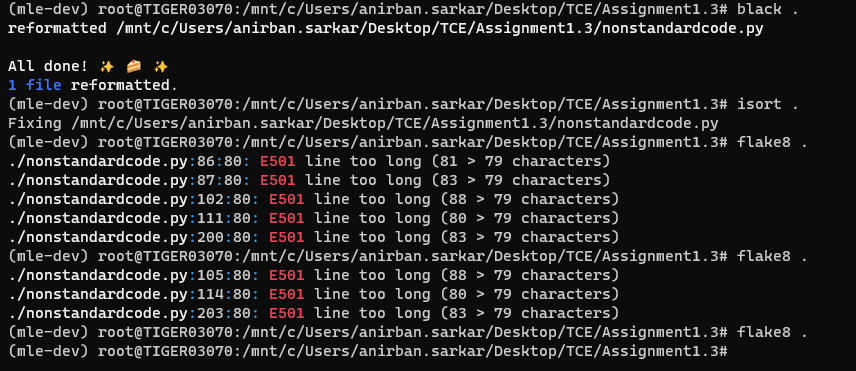 (mle-dev) root@TIGER03070:/mnt/c/Users/anirban.sarkar/Desktop/TCE/Assignment1.3# black .
reformatted /mnt/c/Users/anirban.sarkar/Desktop/TCE/Assignment1.3/nonstandardcode.py

All done! ✨ 🍰 ✨
1 file reformatted.
(mle-dev) root@TIGER03070:/mnt/c/Users/anirban.sarkar/Desktop/TCE/Assignment1.3# isort .
Fixing /mnt/c/Users/anirban.sarkar/Desktop/TCE/Assignment1.3/nonstandardcode.py
(mle-dev) root@TIGER03070:/mnt/c/Users/anirban.sarkar/Desktop/TCE/Assignment1.3# flake8 .
./nonstandardcode.py:86:80: E501 line too long (81 > 79 characters)
./nonstandardcode.py:87:80: E501 line too long (83 > 79 characters)
./nonstandardcode.py:102:80: E501 line too long (88 > 79 characters)
./nonstandardcode.py:111:80: E501 line too long (80 > 79 characters)
./nonstandardcode.py:200:80: E501 line too long (83 > 79 characters)
(mle-dev) root@TIGER03070:/mnt/c/Users/anirban.sarkar/Desktop/TCE/Assignment1.3# flake8 .
./nonstandardcode.py:105:80: E501 line too long (88 > 79 characters)
./nonstandardcode.py:114:80: E501 line too long (80 > 79 characters)
./nonstandardcode.py:203:80: E501 line too long (83 > 79 characters)
(mle-dev) root@TIGER03070:/mnt/c/Users/anirban.sarkar/Desktop/TCE/Assignment1.3# flake8 .
(mle-dev) root@TIGER03070:/mnt/c/Users/anirban.sarkar/Desktop/TCE/Assignment1.3#